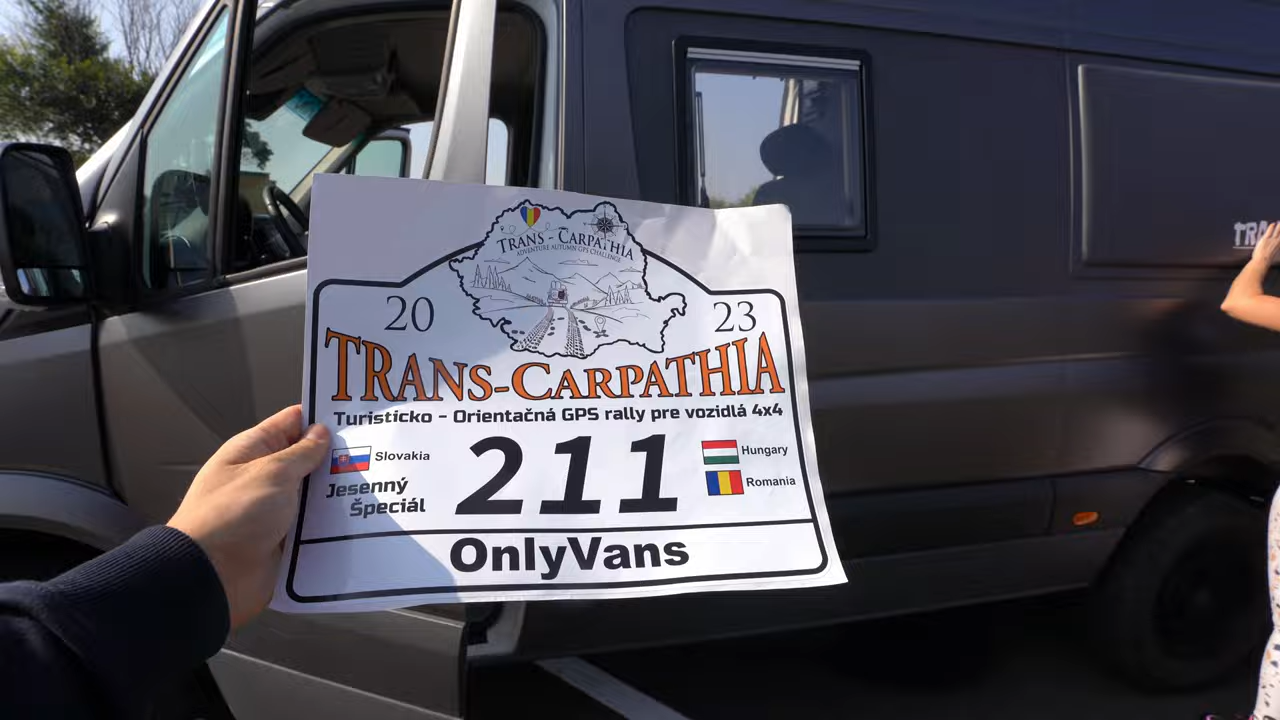 TRANS - CARPATHIA
ADVENTURE AUTUMN GPS CHALLENGE
20 23
TRANS-CARPATHIA
Turisticko - Orientačná GPS rally pre vozidlá 4x4
Slovakia
Jesenný
Špeciál
211
Hungary
Romania
OnlyVans